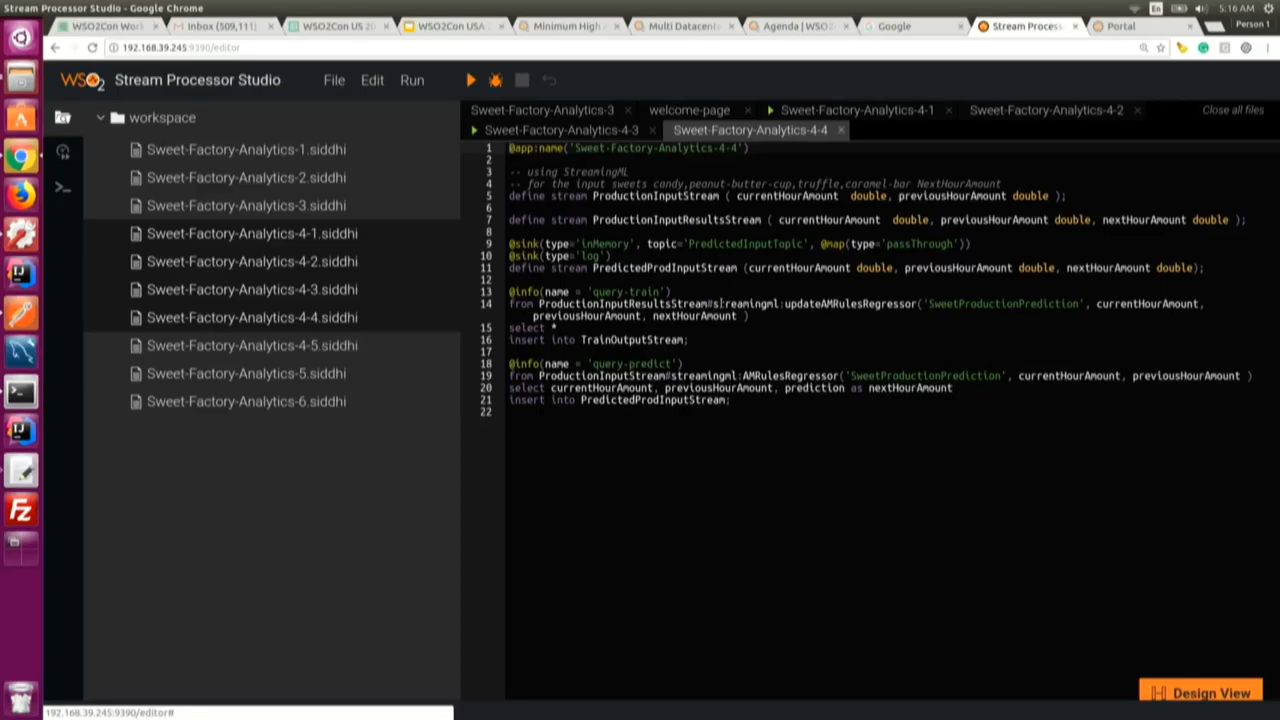 Stream Processor Studio - Google Chrome
En 5:16 AM
WSO2Con Work
Inbox (509,111)
WSO2Con US 20
WSO2Con USA
Minimum High
Multi Datacent
Agenda | WSO
Google
Stream Process
Portal
Person 1
192.168.39.245:9390/editor
WSO2 Stream Processor Studio File Edit Run
Sweet-Factory-Analytics-3 welcome-page Sweet-Factory-Analytics-4-1 Sweet-Factory-Analytics-4-2 Close all files
Sweet-Factory-Analytics-4-3 Sweet-Factory-Analytics-4-4
workspace
Sweet-Factory-Analytics-1.siddhi
Sweet-Factory-Analytics-2.siddhi
Sweet-Factory-Analytics-3.siddhi
Sweet-Factory-Analytics-4-1.siddhi
Sweet-Factory-Analytics-4-2.siddhi
Sweet-Factory-Analytics-4-3.siddhi
Sweet-Factory-Analytics-4-4.siddhi
Sweet-Factory-Analytics-4-5.siddhi
Sweet-Factory-Analytics-5.siddhi
Sweet-Factory-Analytics-6.siddhi
1 @app:name('Sweet-Factory-Analytics-4-4')
2
3 -- using StreamingML
4 -- for the input sweets candy,peanut-butter-cup,truffle,caramel-bar NextHourAmount
5 define stream ProductionInputStream ( currentHourAmount double, previousHourAmount double );
6
7 define stream ProductionInputResultsStream ( currentHourAmount double, previousHourAmount double, nextHourAmount double );
8
9 @sink(type='inMemory', topic='PredictedInputTopic', @map(type='passThrough'))
10 @sink(type='log')
11 define stream PredictedProdInputStream (currentHourAmount double, previousHourAmount double, nextHourAmount double);
12
13 @info(name = 'query-train')
14 from ProductionInputResultsStream#streamingml:updateAMRulesRegressor('SweetProductionPrediction', currentHourAmount,
previousHourAmount, nextHourAmount )
15 select *
16 insert into TrainOutputStream;
17
18 @info(name = 'query-predict')
19 from ProductionInputStream#streamingml:AMRulesRegressor('SweetProductionPrediction', currentHourAmount, previousHourAmount )
20 select currentHourAmount, previousHourAmount, prediction as nextHourAmount
21 insert into PredictedProdInputStream;
22
Design View
192.168.39.245:9390/editor#